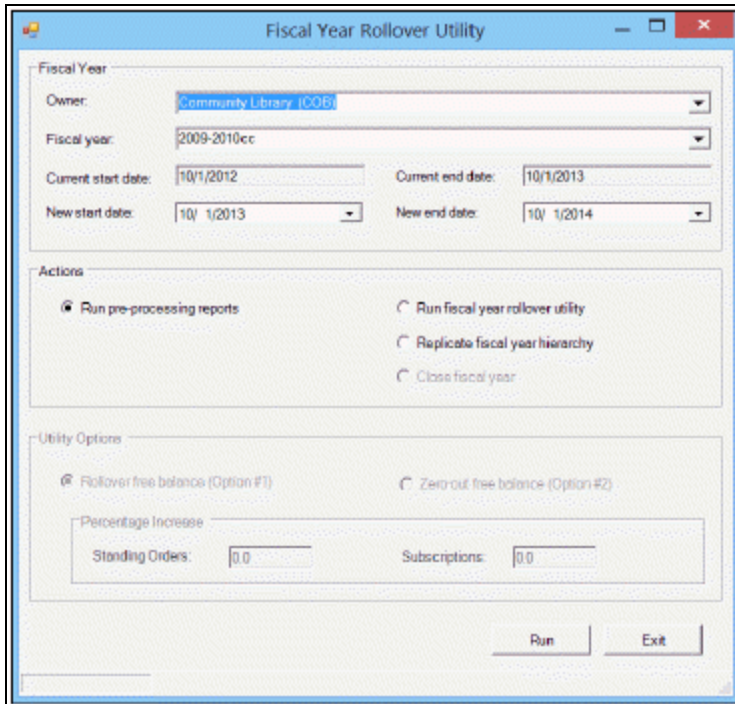 Fiscal Year Rollover Utility
Fiscal Year
Owner: Community Library (COB)
Fiscal year: 2009-2010cc
Current start date: 10/1/2012 Current end date: 10/1/2013
New start date: 10/ 1/2013 New end date: 10/ 1/2014
Actions
Run pre-processing reports Run fiscal year rollover utility
Replicate fiscal year hierarchy
Close fiscal year
Utility Options
Rollover free balance (Option #1) Zero-out free balance (Option #2)
Percentage Increase
Standing Orders: 0.0 Subscriptions: 0.0
Run Exit